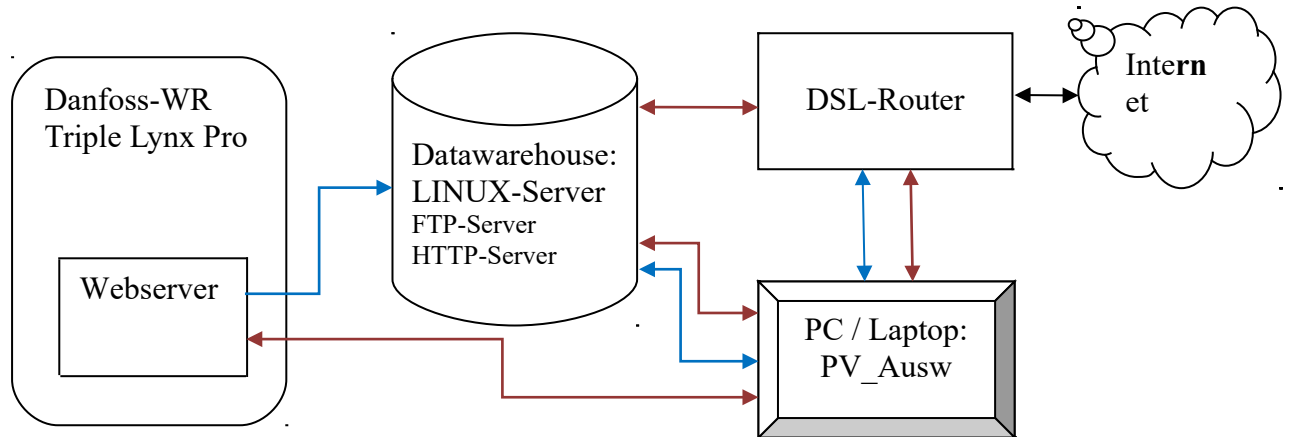 Danfoss-WR
Triple Lynx Pro
Webserver
Datawarehouse:
LINUX-Server
FTP-Server
HTTP-Server
DSL-Router
Intern
et
PC / Laptop:
PV_Ausw